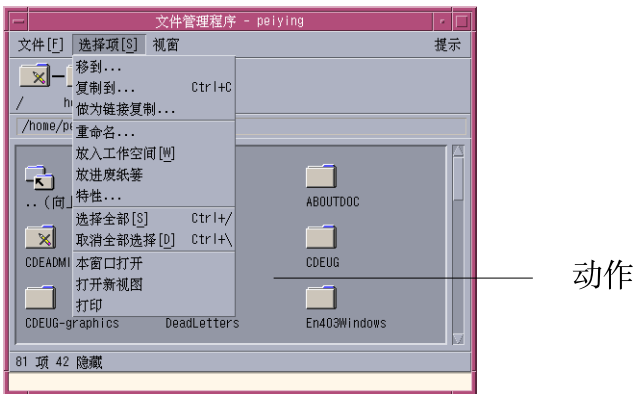 文件管理程序 - peiying
文件[F] 选择项[S] 视窗 提示
移到...
复制到... Ctrl+C
做为链接复制...
/
/home/pe
重命名...
放入工作空间[W]
放进废纸篓
特性...
..(向上
ABOUTDOC
选择全部[S] Ctrl+/
取消全部选择[D] Ctrl+\
本窗口打开
CDEADMI
CDEUG
打开新视图
打印
动作
CDEUG-graphics DeadLetters En403Windows
81 项 42 隐藏